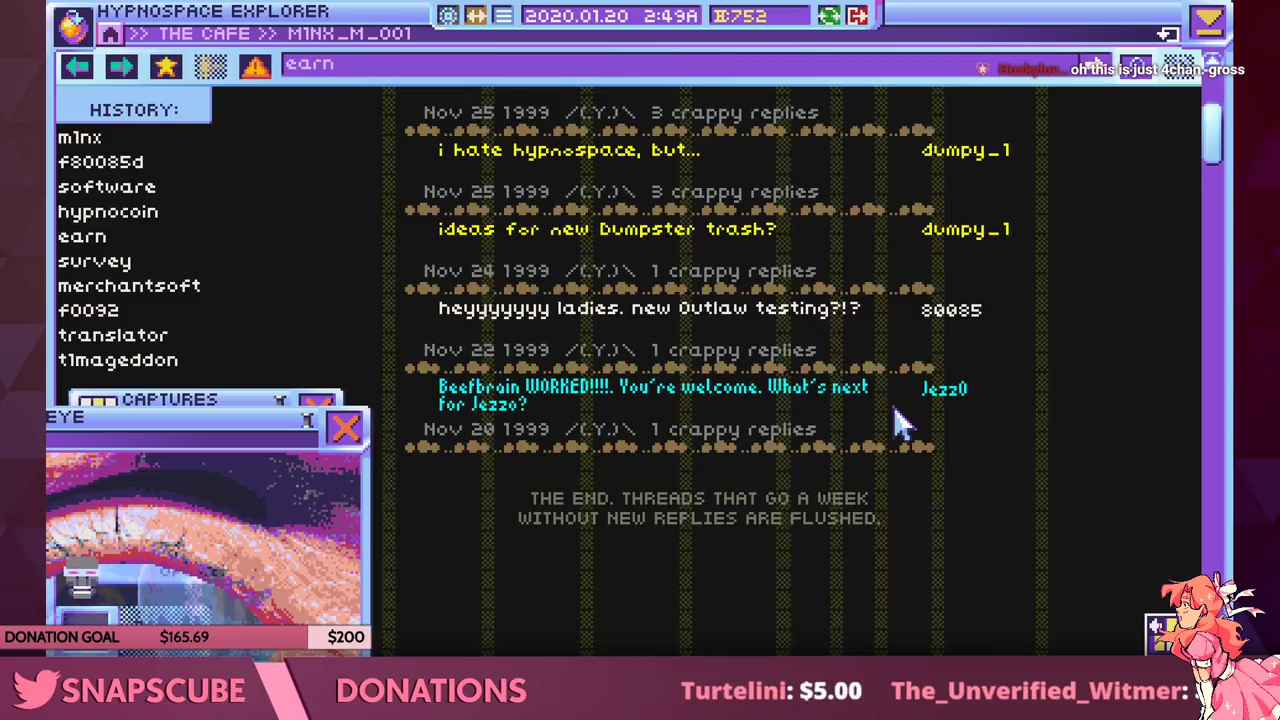 HYPNOSPACE EXPLORER
2020.01.20 2:49A
752
>> THE CAFE >> M1NX_M_001
earn
oh this is just 4chan. gross
HISTORY:
m1nx
f80085d
software
hypnocoin
earn
survey
merchantsoft
f0092
translator
t1mageddon
Nov 25 1999 /(.Y.)\ 3 crappy replies
i hate hypnospace, but... dumpy_1
Nov 25 1999 /(.Y.)\ 3 crappy replies
ideas for new Dumpster trash? dumpy_1
Nov 24 1999 /(.Y.)\ 1 crappy replies
heyyyyyyy ladies. new Outlaw testing?!? 80085
Nov 22 1999 /(.Y.)\ 1 crappy replies
Beefbrain WORKED!!!!. You're welcome. What's next for Jezzo? Jezz0
Nov 20 1999 /(.Y.)\ 1 crappy replies
THE END. THREADS THAT GO A WEEK
WITHOUT NEW REPLIES ARE FLUSHED.
CAPTURES
EYE
DONATION GOAL $165.69 $200
SNAPSCUBE DONATIONS Turtelini: $5.00 The_Unverified_Witmer: